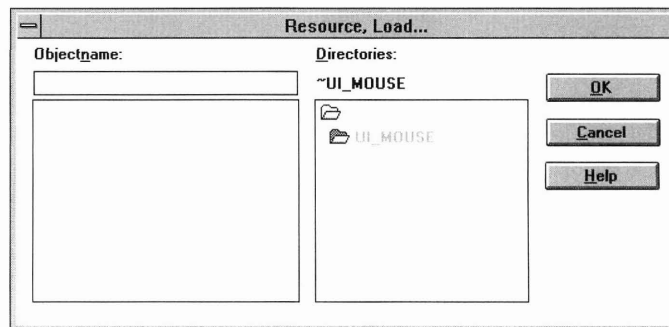 Resource, Load...
Objectname:
Directories:
~UI_MOUSE
UI_MOUSE
OK
Cancel
Help